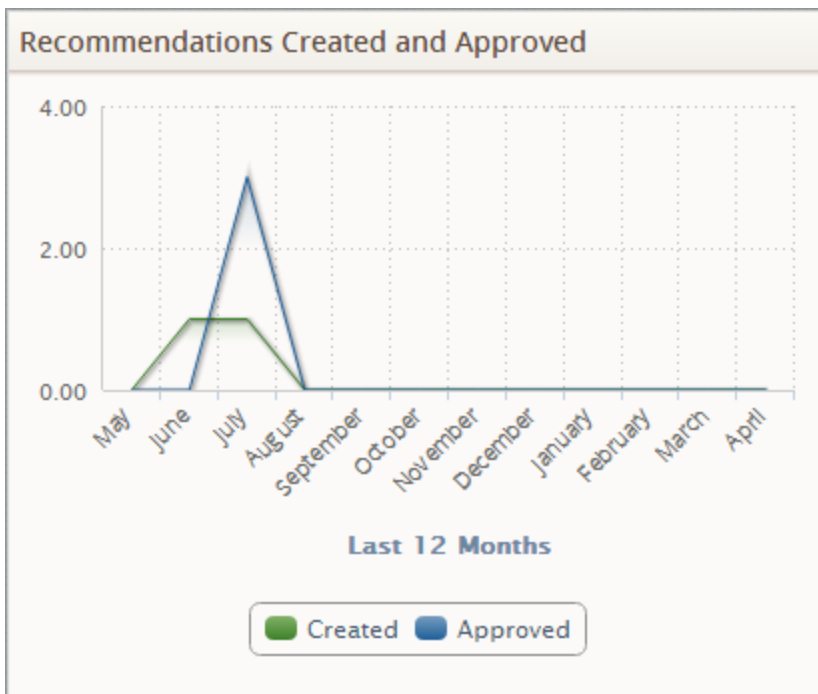 Recommendations Created and Approved
4.00
2.00
0.00
May June July August September October November December January February March April
Last 12 Months
Created Approved